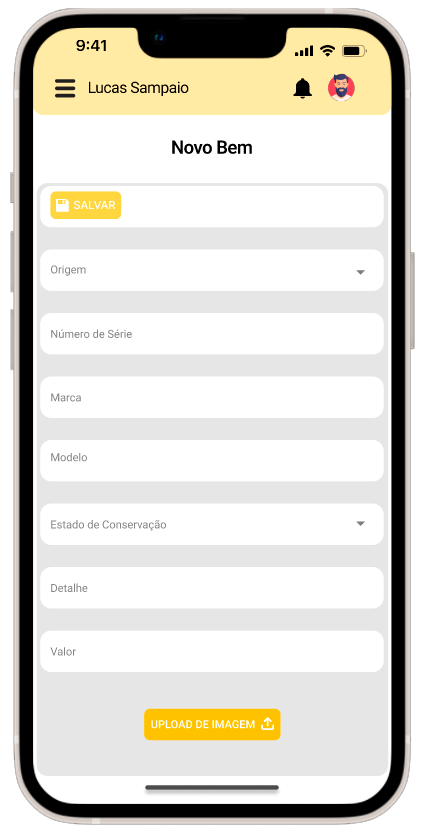 9:41
Lucas Sampaio
Novo Bem
SALVAR
Origem
Número de Série
Marca
Modelo
Estado de Conservação
Detalhe
Valor
UPLOAD DE IMAGEM